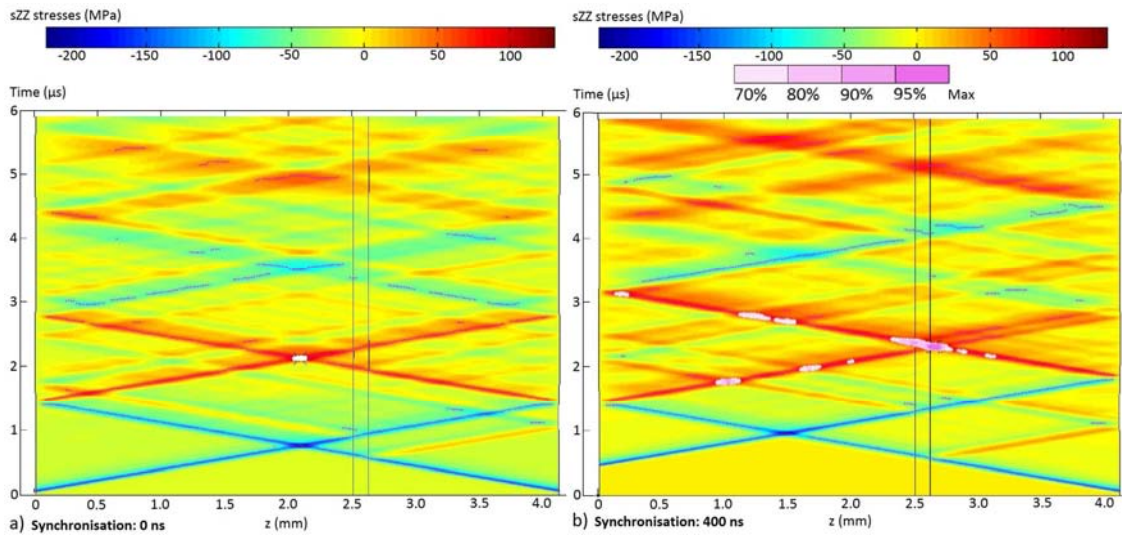 sZZ stresses (MPa)
-200 -150 -100 -50 0 50 100
Time (µs)
6
5
4
3
2
1
0
0 0.5 1.0 1.5 2.0 2.5 3.0 3.5 4.0
z (mm)
a) Synchronisation: 0 ns
sZZ stresses (MPa)
-200 -150 -100 -50 0 50 100
70% 80% 90% 95% Max
Time (µs)
6
5
4
3
2
1
0
0 0.5 1.0 1.5 2.0 2.5 3.0 3.5 4.0
z (mm)
b) Synchronisation: 400 ns